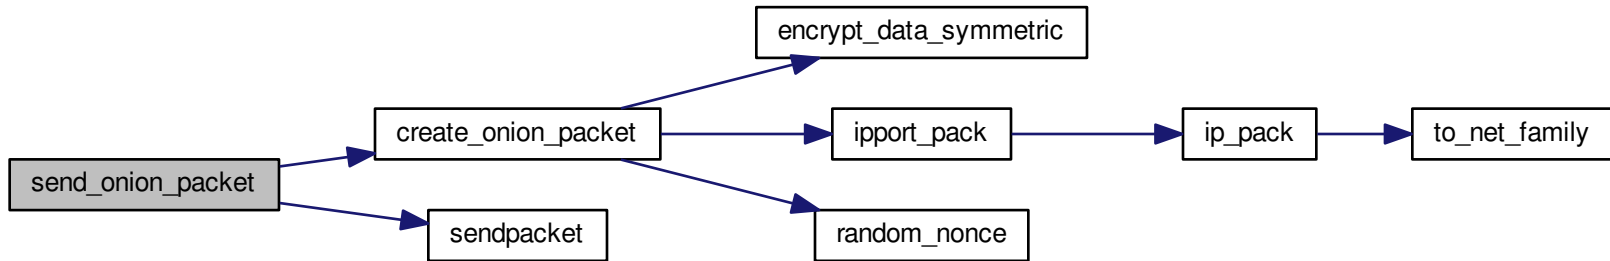 encrypt_data_symmetric
create_onion_packet
ipport_pack
ip_pack
to_net_family
send_onion_packet
sendpacket
random_nonce